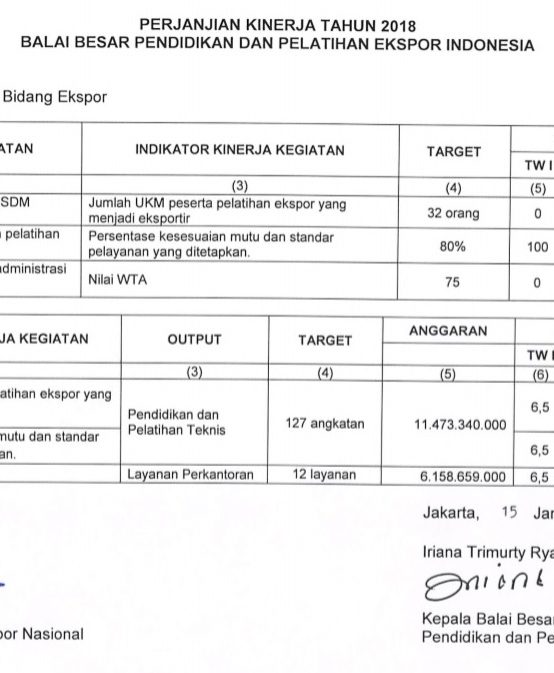 PERJANJIAN KINERJA TAHUN 2018
BALAI BESAR PENDIDIKAN DAN PELATIHAN EKSPOR INDONESIA
Bidang Ekspor
ATAN INDIKATOR KINERJA KEGIATAN TARGET
TW I
(3) (4) (5)
SDM Jumlah UKM peserta pelatihan ekspor yang menjadi eksportir 32 orang 0
pelatihan Persentase kesesuaian mutu dan standar pelayanan yang ditetapkan. 80% 100
administrasi Nilai WTA 75 0
JA KEGIATAN OUTPUT TARGET ANGGARAN
TW I
(3) (4) (5) (6)
atihan ekspor yang Pendidikan dan Pelatihan Teknis 127 angkatan 11.473.340.000 6,5
mutu dan standar
an. 6,5
Layanan Perkantoran 12 layanan 6.158.659.000 6,5
Jakarta, 15 Jan
Iriana Trimurty Rya
Kepala Balai Besar
por Nasional Pendidikan dan Pe